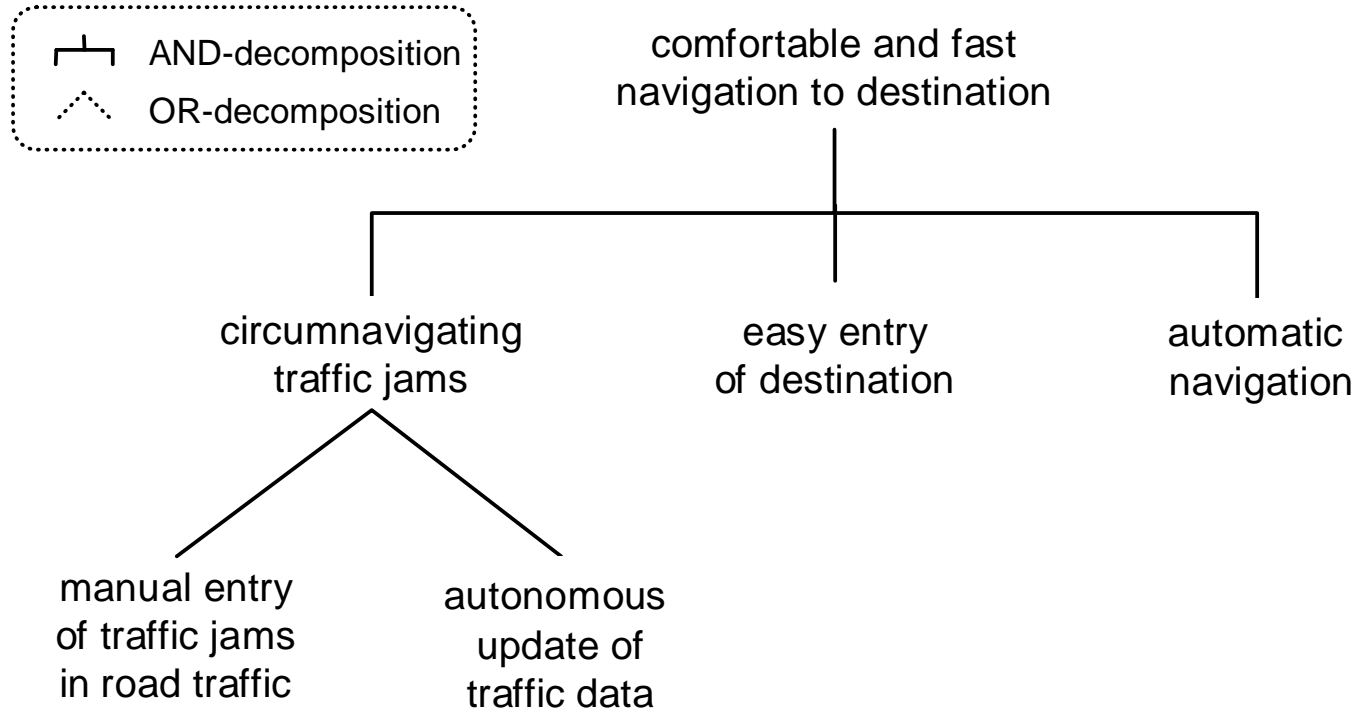 AND-decomposition
OR-decomposition
comfortable and fast
navigation to destination
circumnavigating
traffic jams
easy entry
of destination
automatic
navigation
manual entry
of traffic jams
in road traffic
autonomous
update of
traffic data